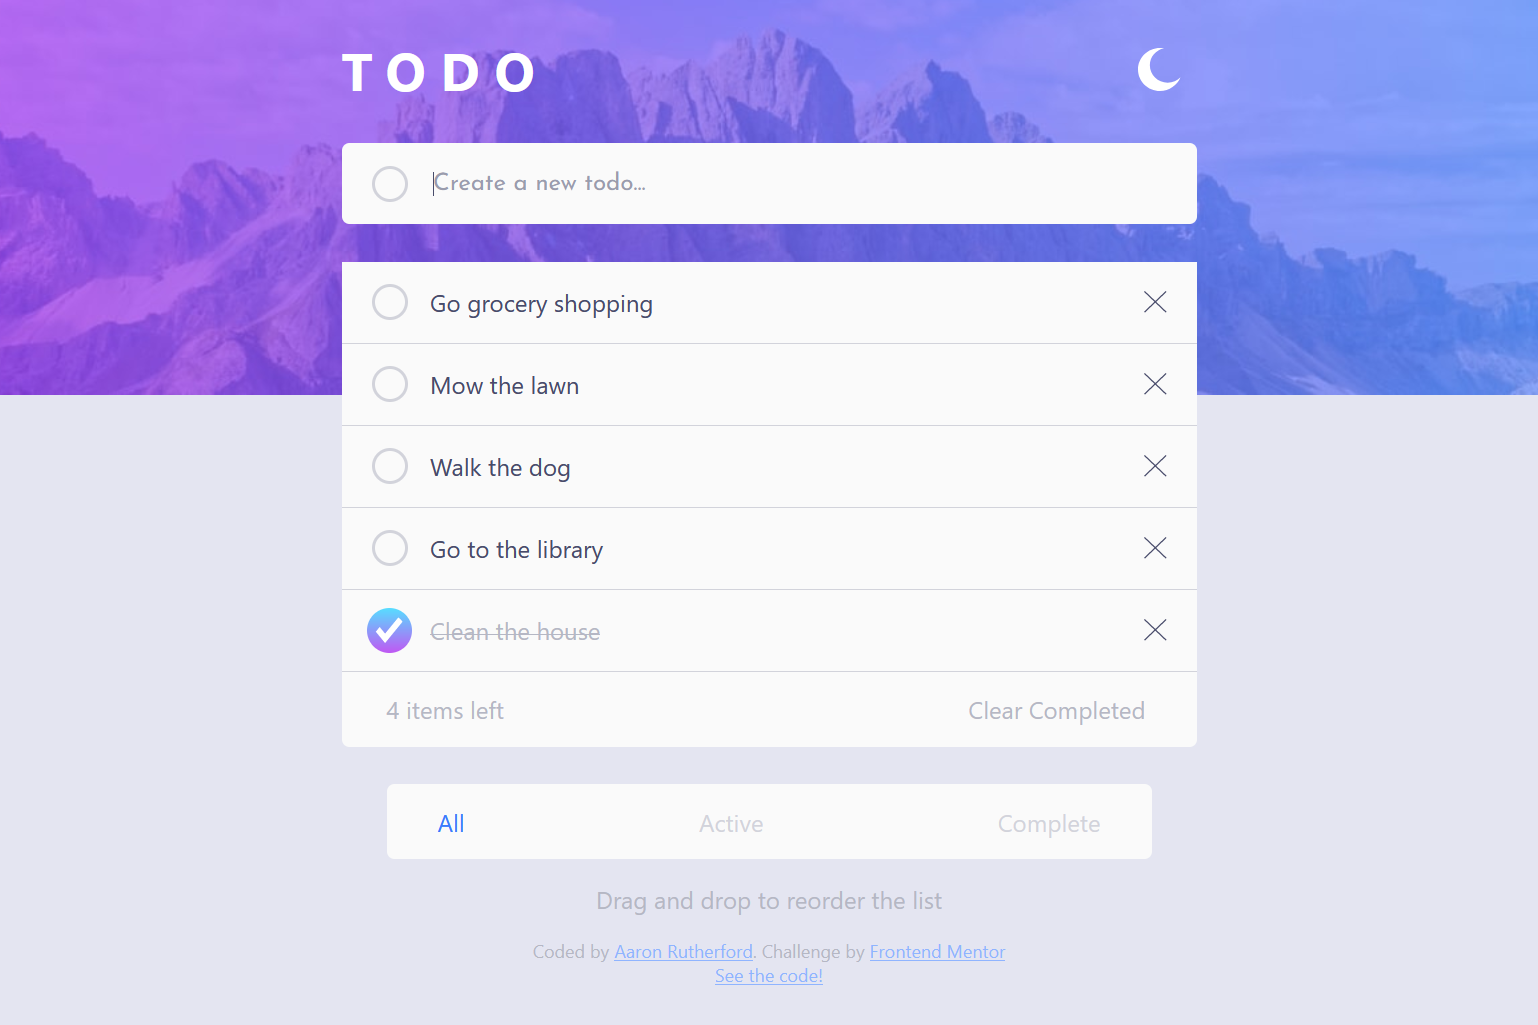 TODO
Create a new todo...
Go grocery shopping
Mow the lawn
Walk the dog
Go to the library
Clean the house
4 items left Clear Completed
All Active Complete
Drag and drop to reorder the list
Coded by Aaron Rutherford. Challenge by Frontend Mentor
See the code!